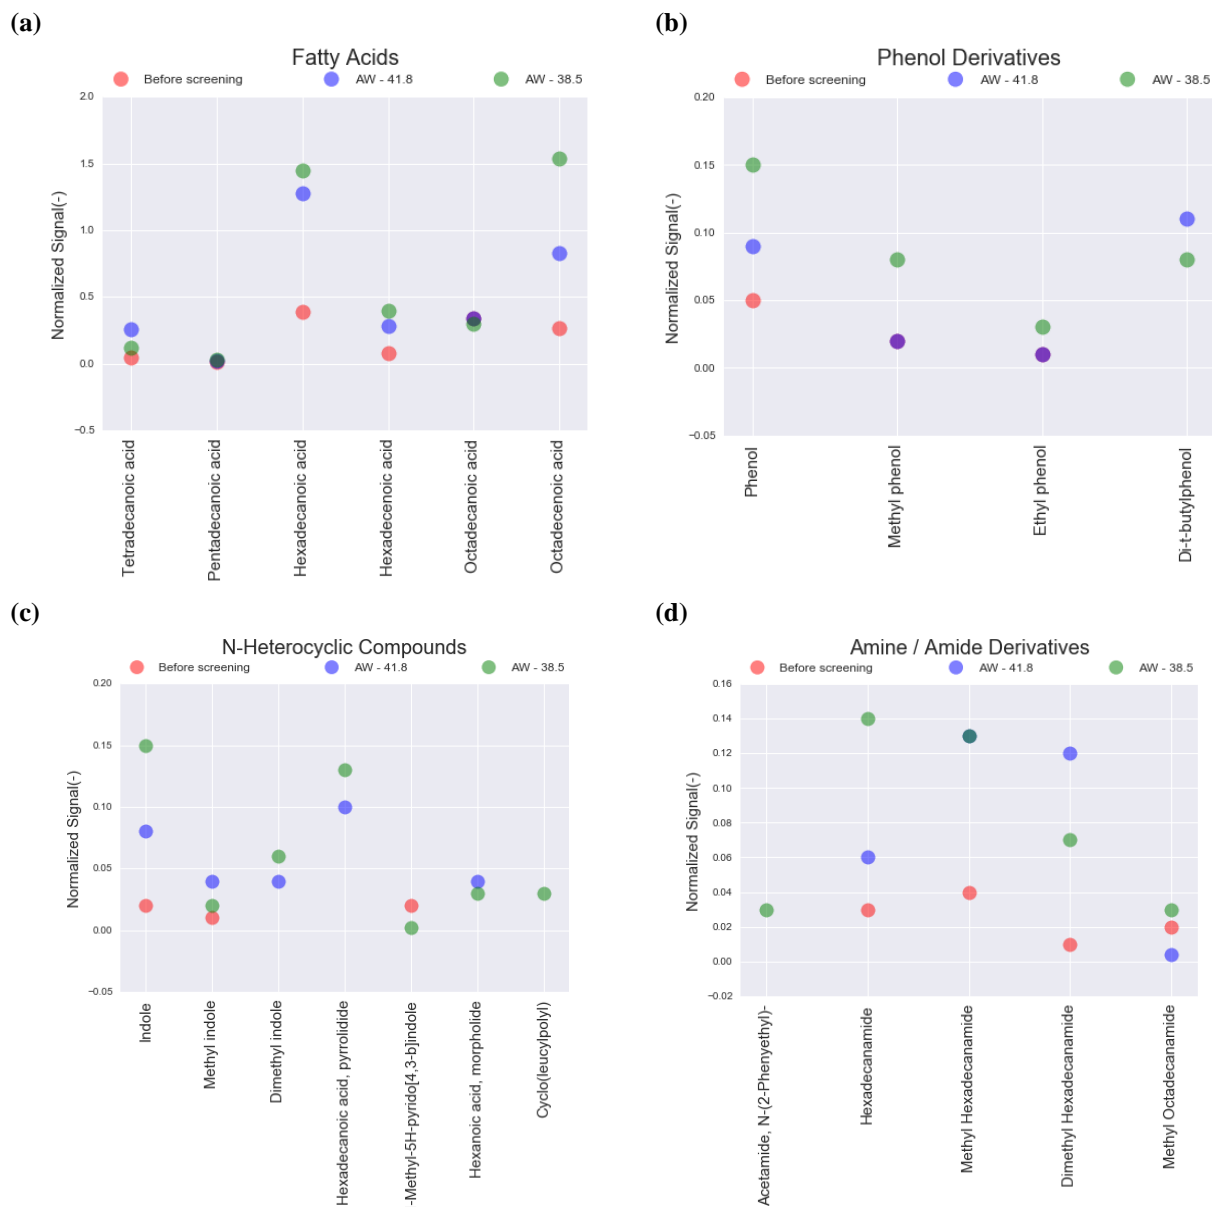 (a)
Fatty Acids
Before screening AW - 41.8 AW - 38.5
2.0
1.5
1.0
0.5
0.0
−0.5
Normalized Signal(-)
Tetradecanoic acid
Pentadecanoic acid
Hexadecanoic acid
Hexadecenoic acid
Octadecanoic acid
Octadecenoic acid
(b)
Phenol Derivatives
Before screening AW - 41.8 AW - 38.5
0.20
0.15
0.10
0.05
0.00
−0.05
Normalized Signal(-)
Phenol
Methyl phenol
Ethyl phenol
Di-t-butylphenol
(c)
N-Heterocyclic Compounds
Before screening AW - 41.8 AW - 38.5
0.20
0.15
0.10
0.05
0.00
−0.05
Normalized Signal(-)
Indole
Methyl indole
Dimethyl indole
Hexadecanoic acid, pyrrolidide
-Methyl-5H-pyrido[4,3-b]indole
Hexanoic acid, morpholide
Cyclo(leucylpolyl)
(d)
Amine / Amide Derivatives
Before screening AW - 41.8 AW - 38.5
0.16
0.14
0.12
0.10
0.08
0.06
0.04
0.02
0.00
−0.02
Normalized Signal(-)
Acetamide, N-(2-Phenyethyl)-
Hexadecanamide
Methyl Hexadecanamide
Dimethyl Hexadecanamide
Methyl Octadecanamide